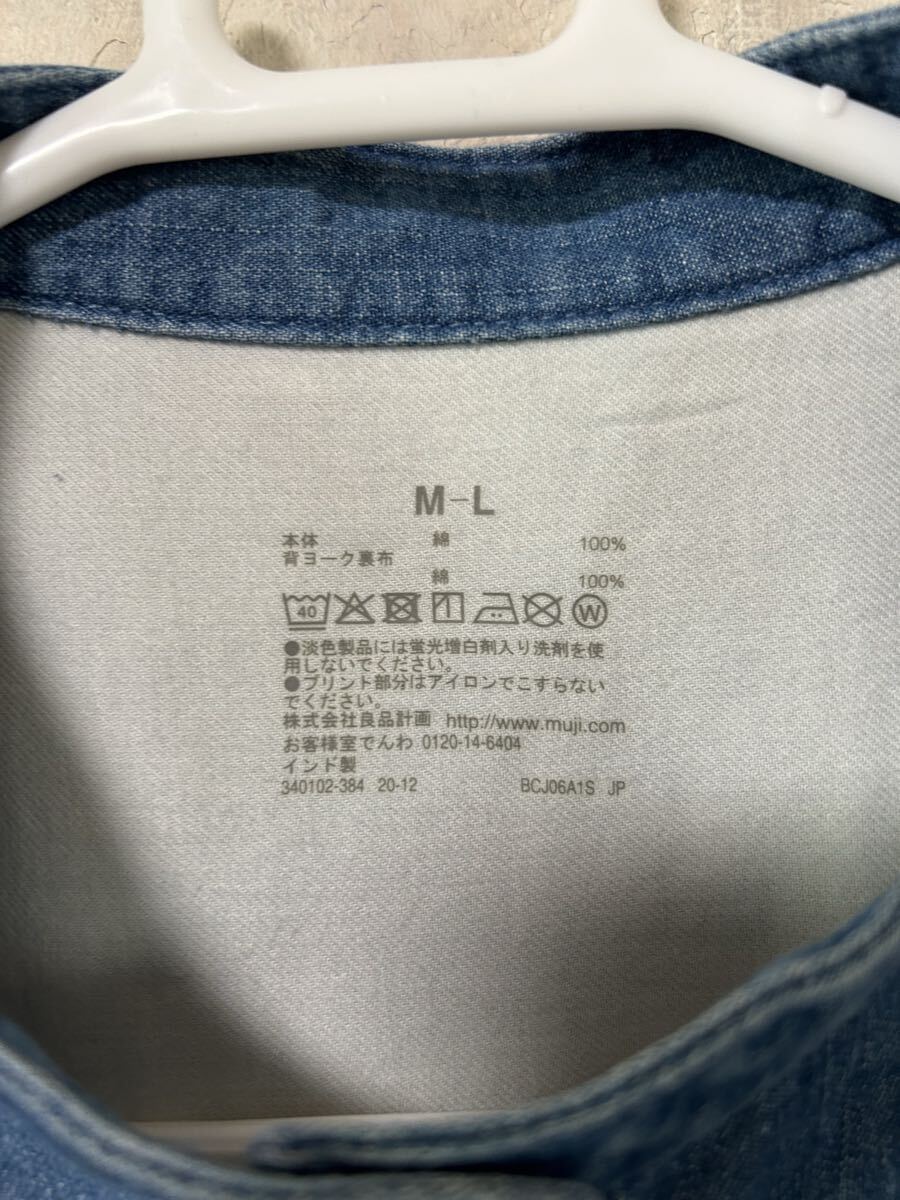 M-L
本体 綿 100%
背ヨーク裏布
綿 100%
40 W
●淡色製品には蛍光増白剤入り洗剤を使
用しないでください。
●プリント部分はアイロンでこすらない
でください。
株式会社良品計画 http://www.muji.com
お客様室でんわ 0120-14-6404
インド製
340102-384 20-12 BCJ06A1S JP